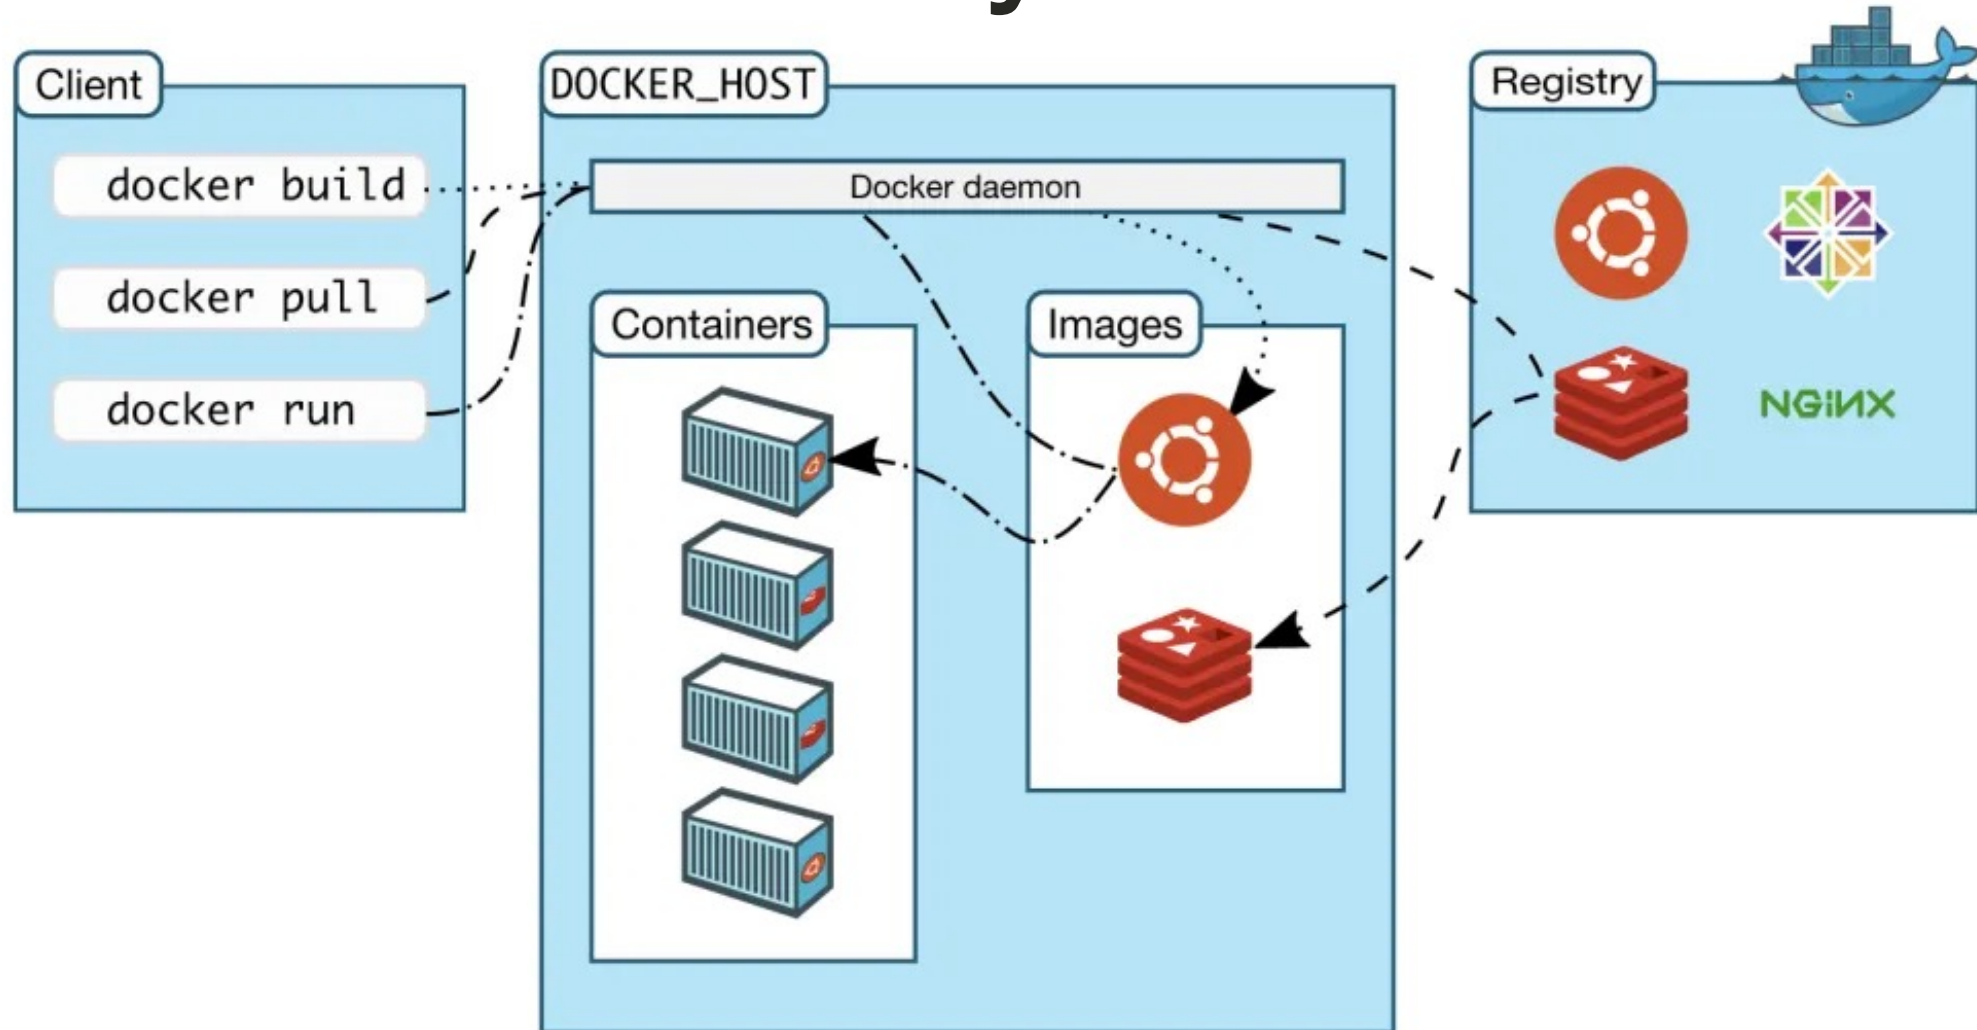 Client
docker build
docker pull
docker run
DOCKER_HOST
Docker daemon
Containers
Images
Registry
NGiNX